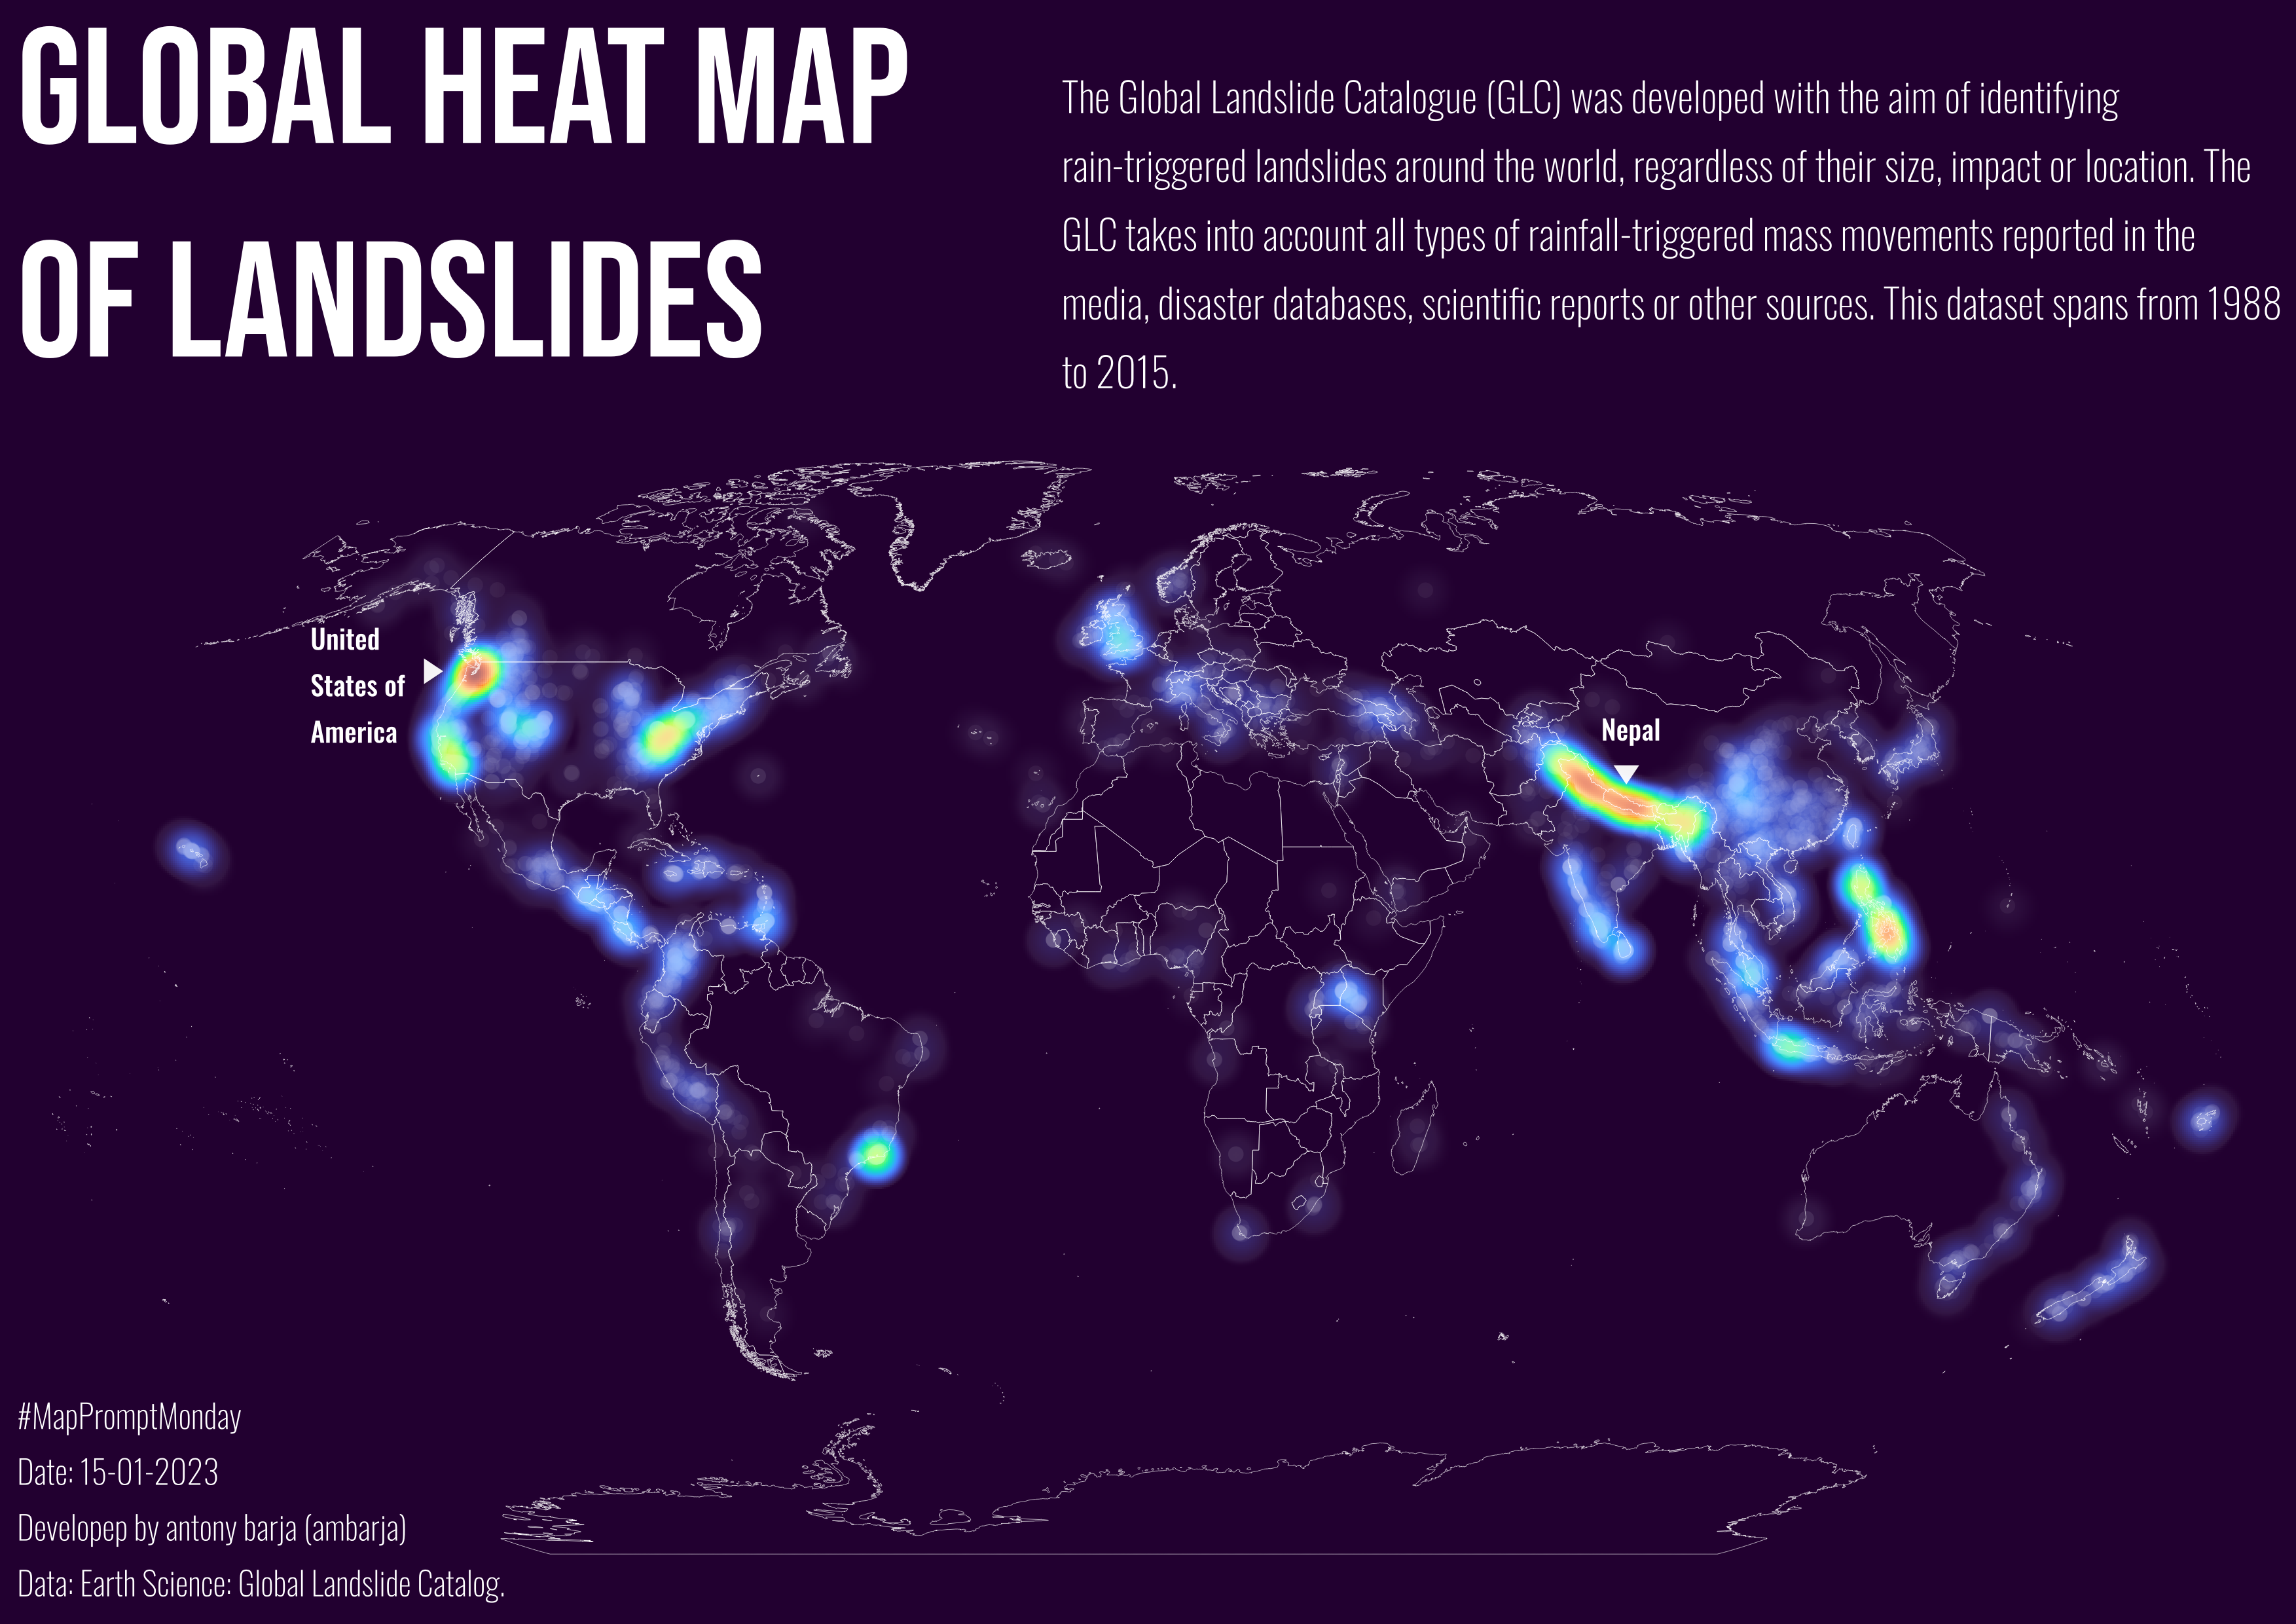 GLOBAL HEAT MAP
OF LANDSLIDES
The Global Landslide Catalogue (GLC) was developed with the aim of identifying
rain-triggered landslides around the world, regardless of their size, impact or location. The
GLC takes into account all types of rainfall-triggered mass movements reported in the
media, disaster databases, scientific reports or other sources. This dataset spans from 1988
to 2015.
United
States of
America
Nepal
#MapPromptMonday
Date: 15-01-2023
Developep by antony barja (ambarja)
Data: Earth Science: Global Landslide Catalog.